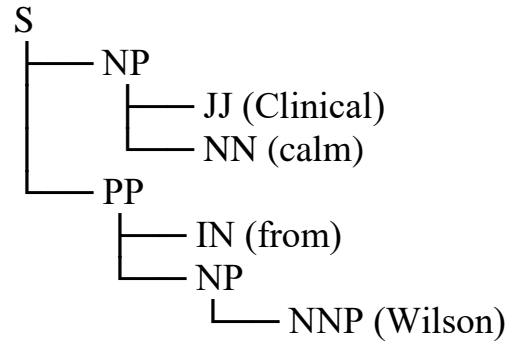 S
NP
JJ (Clinical)
NN (calm)
PP
IN (from)
NP
NNP (Wilson)